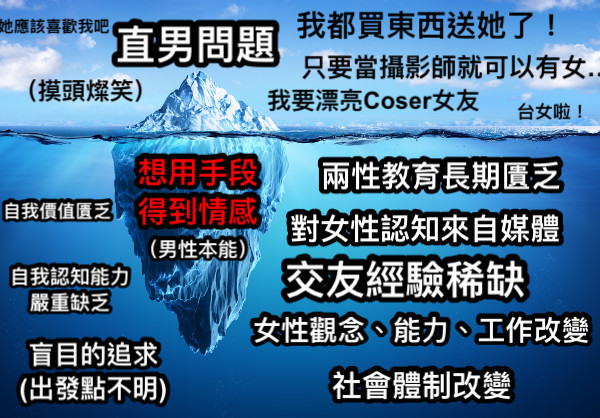 她應該喜歡我吧
直男問題
我都買東西送她了！
(摸頭燦笑)
只要當攝影師就可以有女..
我要漂亮Coser女友
台女啦！
想用手段
得到情感
(男性本能)
兩性教育長期匱乏
自我價值匱乏
對女性認知來自媒體
自我認知能力
嚴重缺乏
交友經驗稀缺
女性觀念、能力、工作改變
盲目的追求
(出發點不明)
社會體制改變